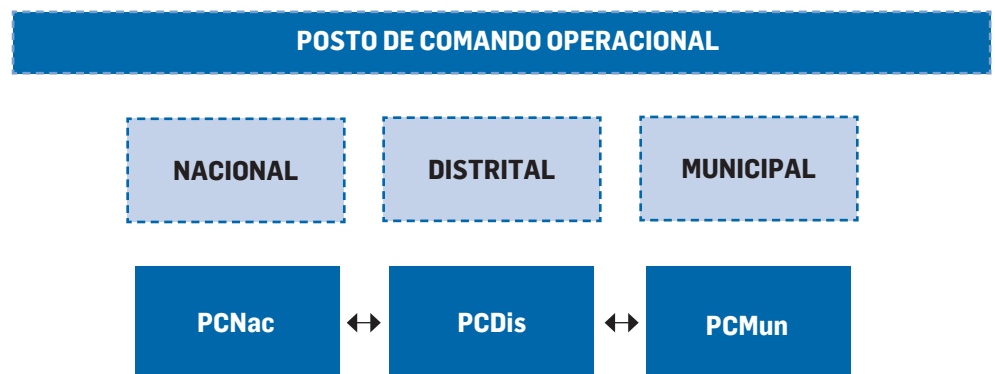 POSTO DE COMANDO OPERACIONAL
NACIONAL DISTRITAL MUNICIPAL
PCNac PCDis PCMun